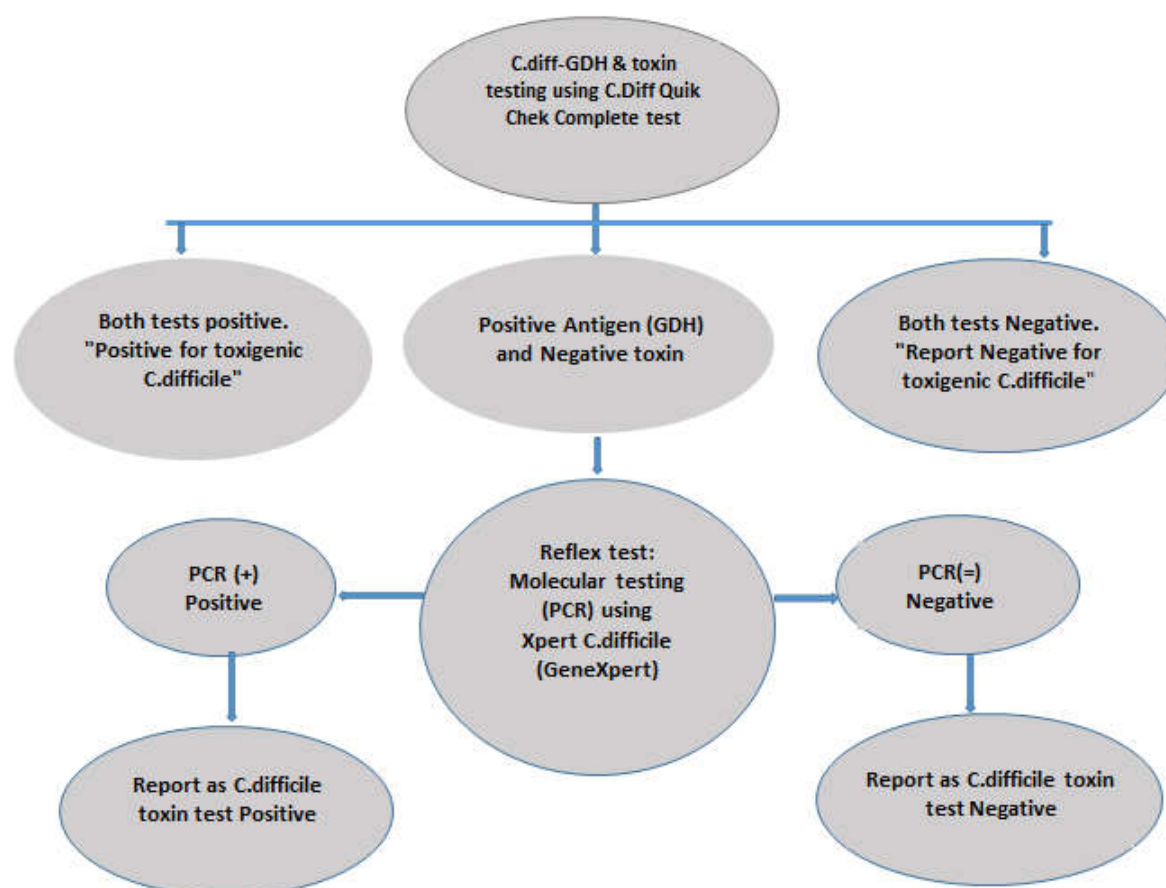 C.diff-GDH & toxin
testing using C.Diff Quik
Chek Complete test
Both tests positive.
"Positive for toxigenic
C.difficile"
Positive Antigen (GDH)
and Negative toxin
Both tests Negative.
"Report Negative for
toxigenic C.difficile"
PCR (+)
Positive
Reflex test:
Molecular testing
(PCR) using
Xpert C.difficile
(GeneXpert)
PCR(=)
Negative
Report as C.difficile
toxin test Positive
Report as C.difficile toxin
test Negative